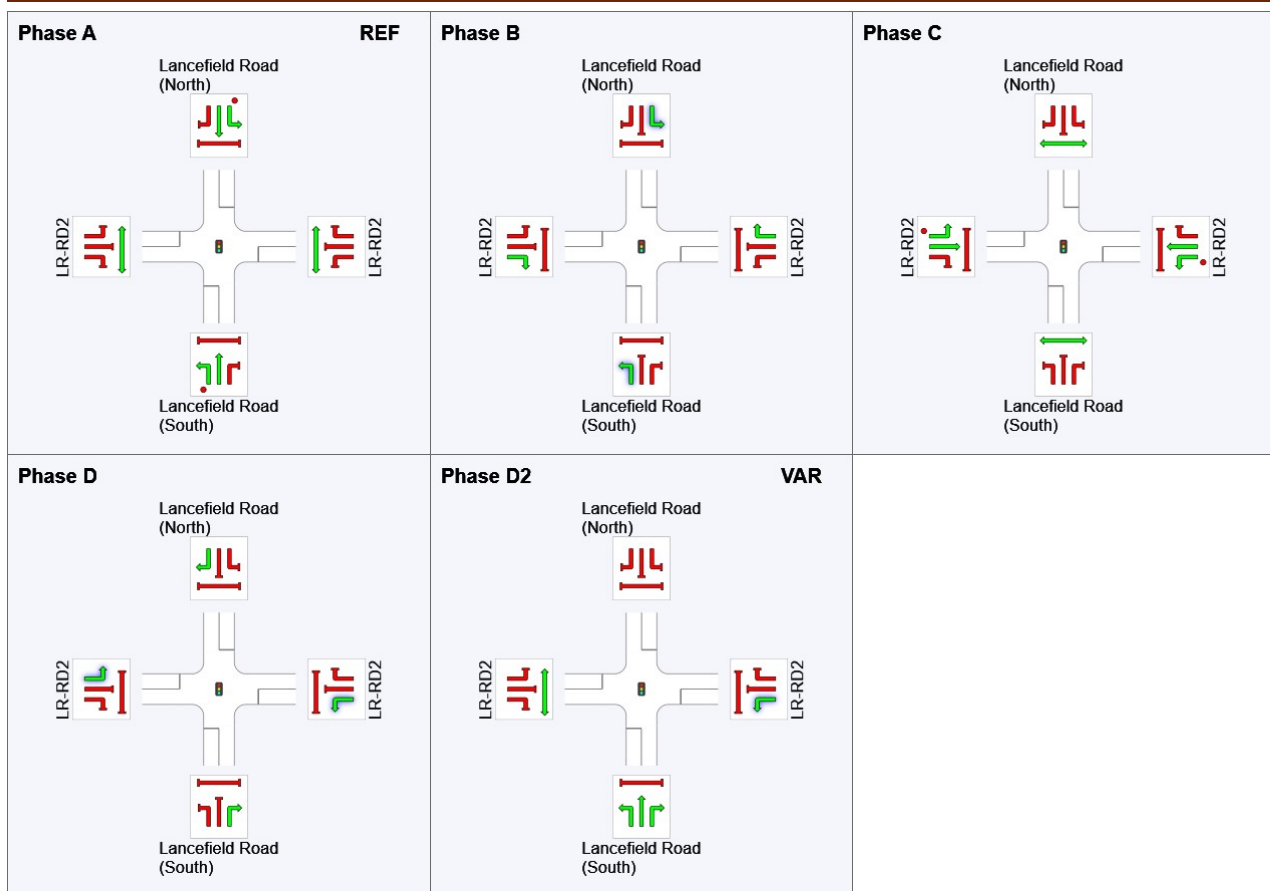 Phase A
REF
Lancefield Road
(North)
LR-RD2
LR-RD2
Lancefield Road
(South)
Phase B
Lancefield Road
(North)
LR-RD2
LR-RD2
Lancefield Road
(South)
Phase C
Lancefield Road
(North)
LR-RD2
LR-RD2
Lancefield Road
(South)
Phase D
Lancefield Road
(North)
LR-RD2
LR-RD2
Lancefield Road
(South)
Phase D2
VAR
Lancefield Road
(North)
LR-RD2
LR-RD2
Lancefield Road
(South)